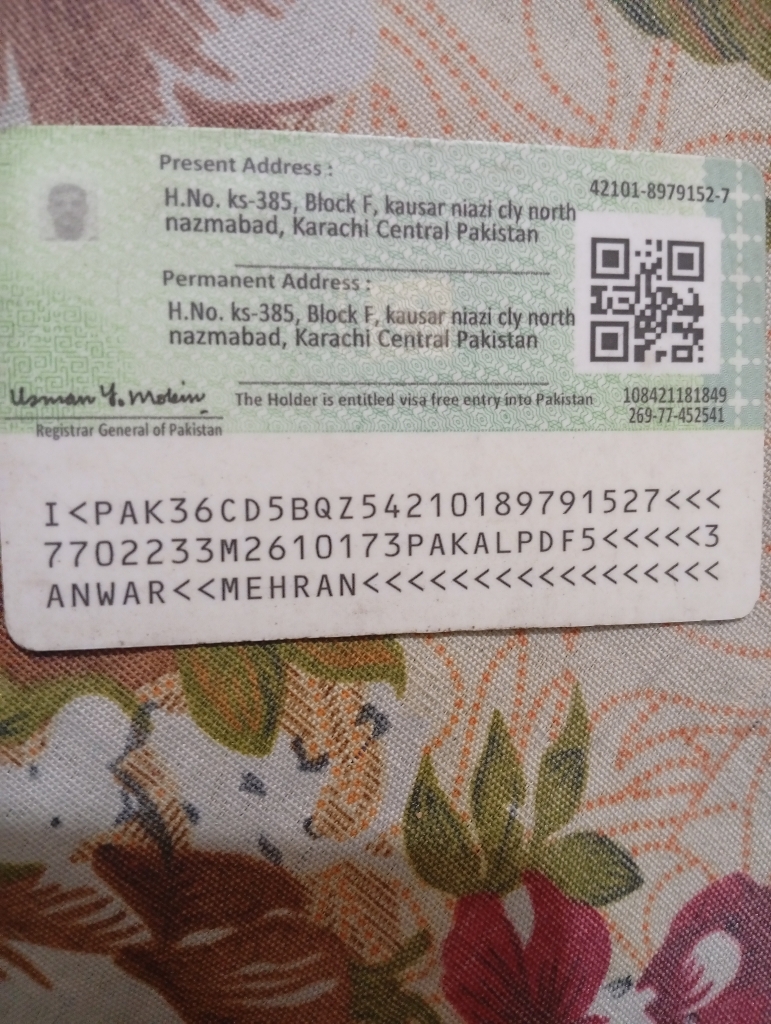 Present Address :
42101-8979152-7
H.No. ks-385, Block F, kausar niazi cly north
nazmabad, Karachi Central Pakistan
Permanent Address :
H.No. ks-385, Block F, kausar niazi cly north
nazmabad, Karachi Central Pakistan
Usman Y. Mobin
The Holder is entitled visa free entry into Pakistan
108421181849
Registrar General of Pakistan
269-77-452541
I<PAK36CD5BQZ54210189791527<<<
7702233M2610173PAKALPDF5<<<<<3
ANWAR<<MEHRAN<<<<<<<<<<<<<<<<<